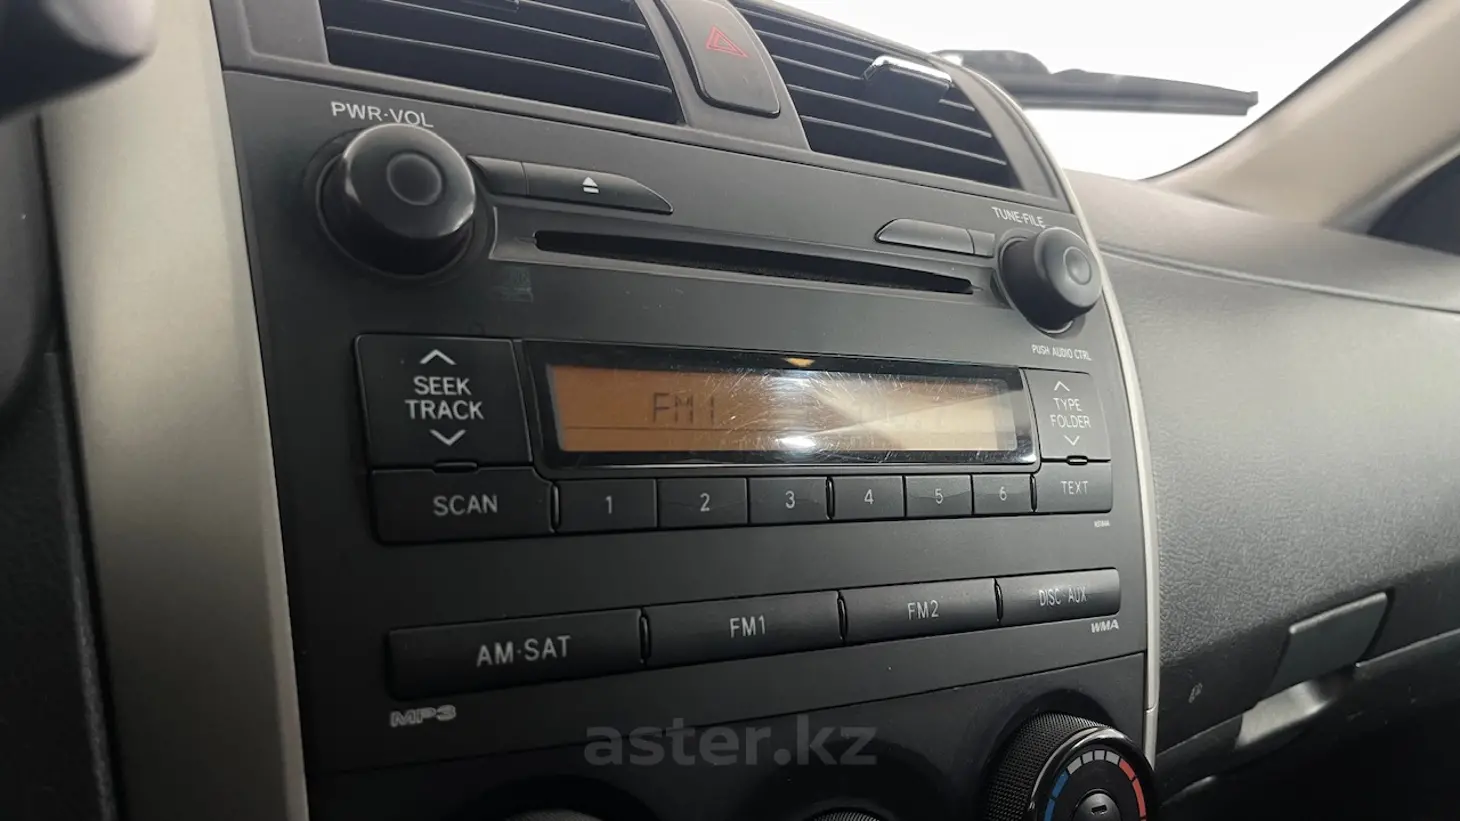 PWR·VOL
TUNE·FILE
PUSH AUDIO CTRL
SEEK
TRACK
FM1
TYPE
FOLDER
SCAN
1
2
3
4
5
6
TEXT
AM·SAT
FM1
FM2
DISC·AUX
MP3
WMA
aster.kz